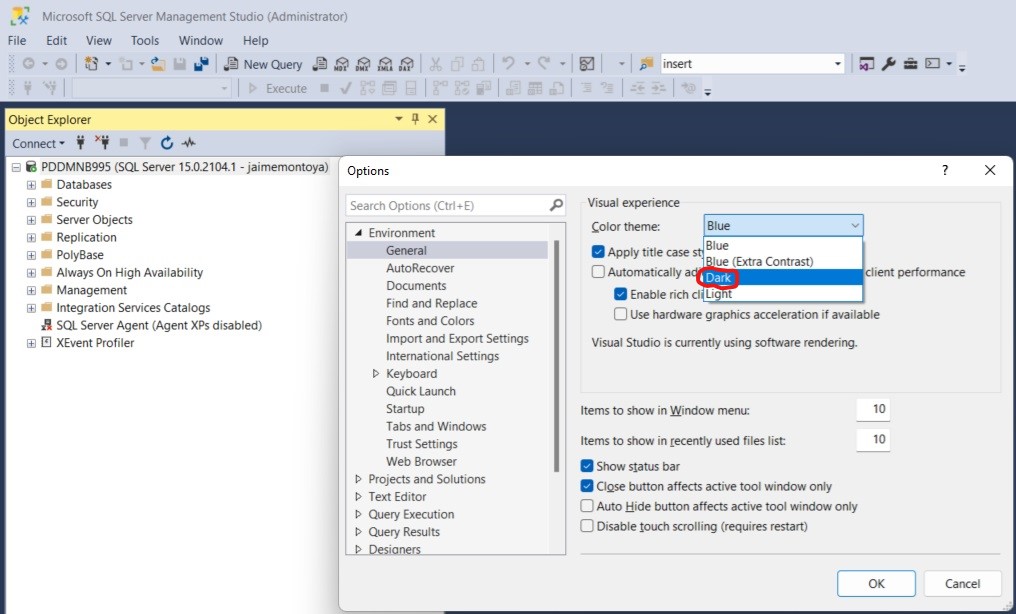 Microsoft SQL Server Management Studio (Administrator)
File Edit View Tools Window Help
New Query MDX DMX XMLA DAX insert
Execute
Object Explorer
Connect
PDDMNB995 (SQL Server 15.0.2104.1 - jaimemontoya)
Databases
Security
Server Objects
Replication
PolyBase
Always On High Availability
Management
Integration Services Catalogs
SQL Server Agent (Agent XPs disabled)
XEvent Profiler
Options ?
Search Options (Ctrl+E)
Environment
General
AutoRecover
Documents
Find and Replace
Fonts and Colors
Import and Export Settings
International Settings
Keyboard
Quick Launch
Startup
Tabs and Windows
Trust Settings
Web Browser
Projects and Solutions
Text Editor
Query Execution
Query Results
Designers
Visual experience
Color theme: Blue
Blue
Blue (Extra Contrast)
Dark
Light
Apply title case st
Automatically ad client performance
Enable rich cli
Use hardware graphics acceleration if available
Visual Studio is currently using software rendering.
Items to show in Window menu: 10
Items to show in recently used files list: 10
Show status bar
Close button affects active tool window only
Auto Hide button affects active tool window only
Disable touch scrolling (requires restart)
OK Cancel